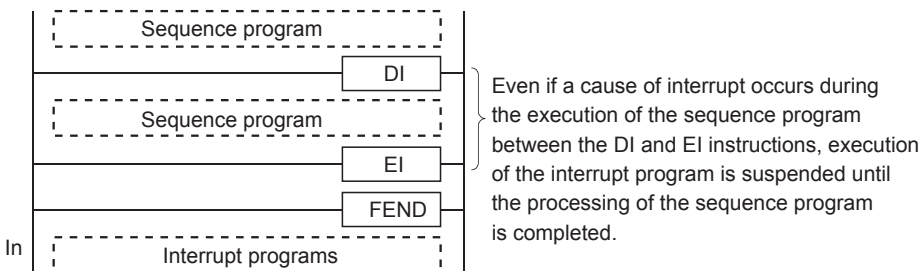 Sequence program
DI
Sequence program
EI
FEND
In
Interrupt programs
Even if a cause of interrupt occurs during
the execution of the sequence program
between the DI and EI instructions, execution
of the interrupt program is suspended until
the processing of the sequence program
is completed.